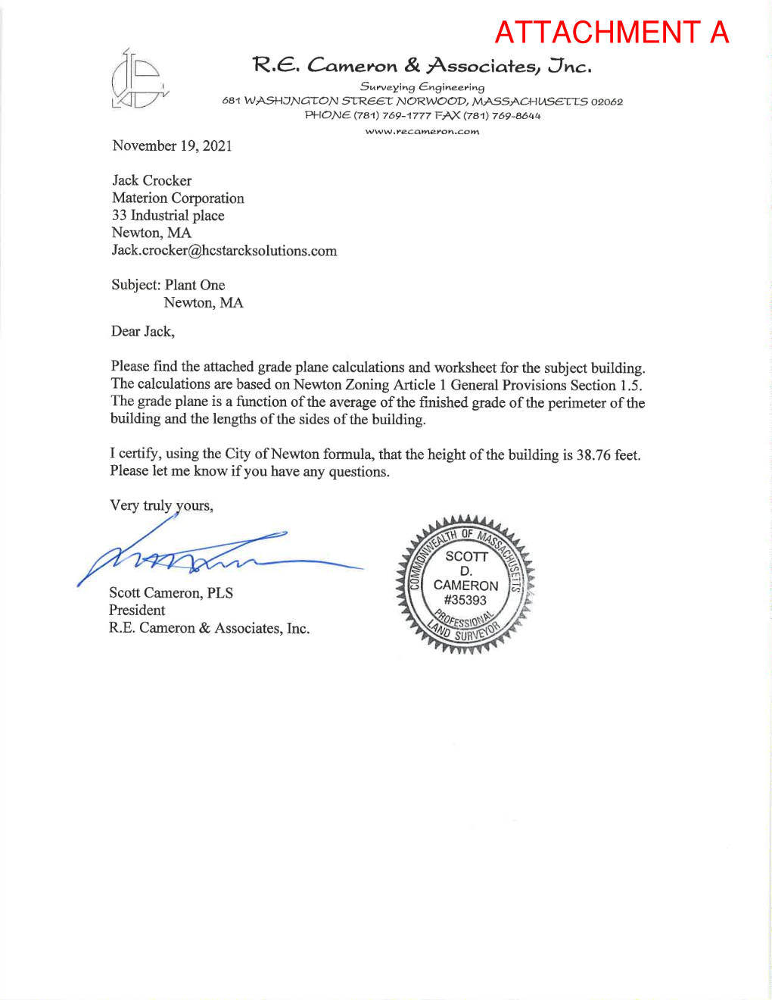 ATTACHMENT A
R.E. Cameron & Associates, Inc.
Surveying Engineering
681 WASHINGTON STREET NORWOOD, MASSACHUSETTS 02062
PHONE (781) 769-1777 FAX (781) 769-8644
www.recameron.com
November 19, 2021
Jack Crocker
Materion Corporation
33 Industrial place
Newton, MA
Jack.crocker@hcstarcksolutions.com
Subject: Plant One
Newton, MA
Dear Jack,
Please find the attached grade plane calculations and worksheet for the subject building.
The calculations are based on Newton Zoning Article 1 General Provisions Section 1.5.
The grade plane is a function of the average of the finished grade of the perimeter of the
building and the lengths of the sides of the building.
I certify, using the City of Newton formula, that the height of the building is 38.76 feet.
Please let me know if you have any questions.
Very truly yours,
Scott Cameron, PLS
President
R.E. Cameron & Associates, Inc.
COMMONWEALTH OF MASSACHUSETTS
SCOTT
D.
CAMERON
#35393
PROFESSIONAL
LAND SURVEYOR